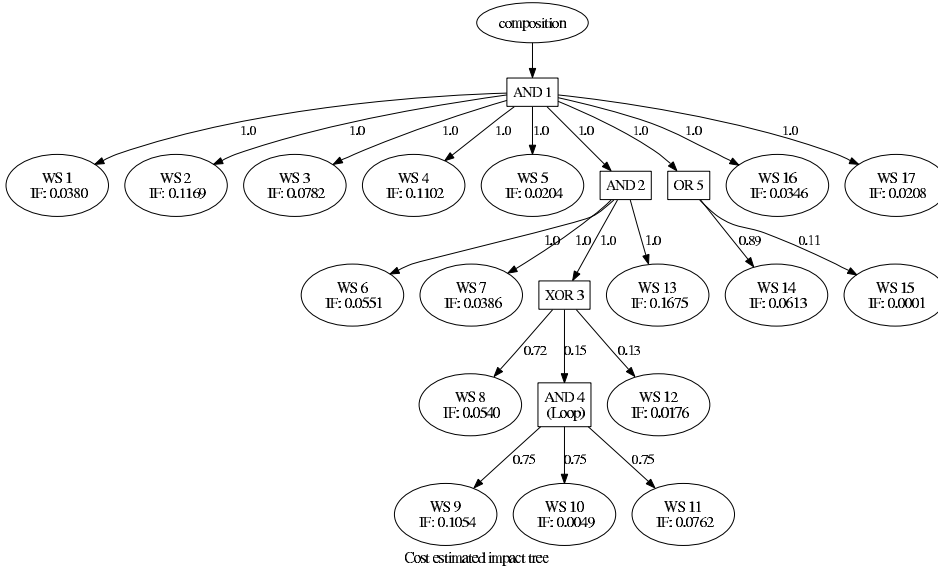 composition
AND 1
1.0
1.0
1.0
1.0
1.0
1.0
1.0
1.0
1.0
WS 1
IF: 0.0380
WS 2
IF: 0.1169
WS 3
IF: 0.0782
WS 4
IF: 0.1102
WS 5
IF: 0.0204
AND 2
OR 5
WS 16
IF: 0.0346
WS 17
IF: 0.0208
1.0
1.0
1.0
1.0
0.89
0.11
WS 6
IF: 0.0551
WS 7
IF: 0.0386
XOR 3
WS 13
IF: 0.1675
WS 14
IF: 0.0613
WS 15
IF: 0.0001
0.72
0.15
0.13
WS 8
IF: 0.0540
AND 4
(Loop)
WS 12
IF: 0.0176
0.75
0.75
0.75
WS 9
IF: 0.1054
WS 10
IF: 0.0049
WS 11
IF: 0.0762
Cost estimated impact tree